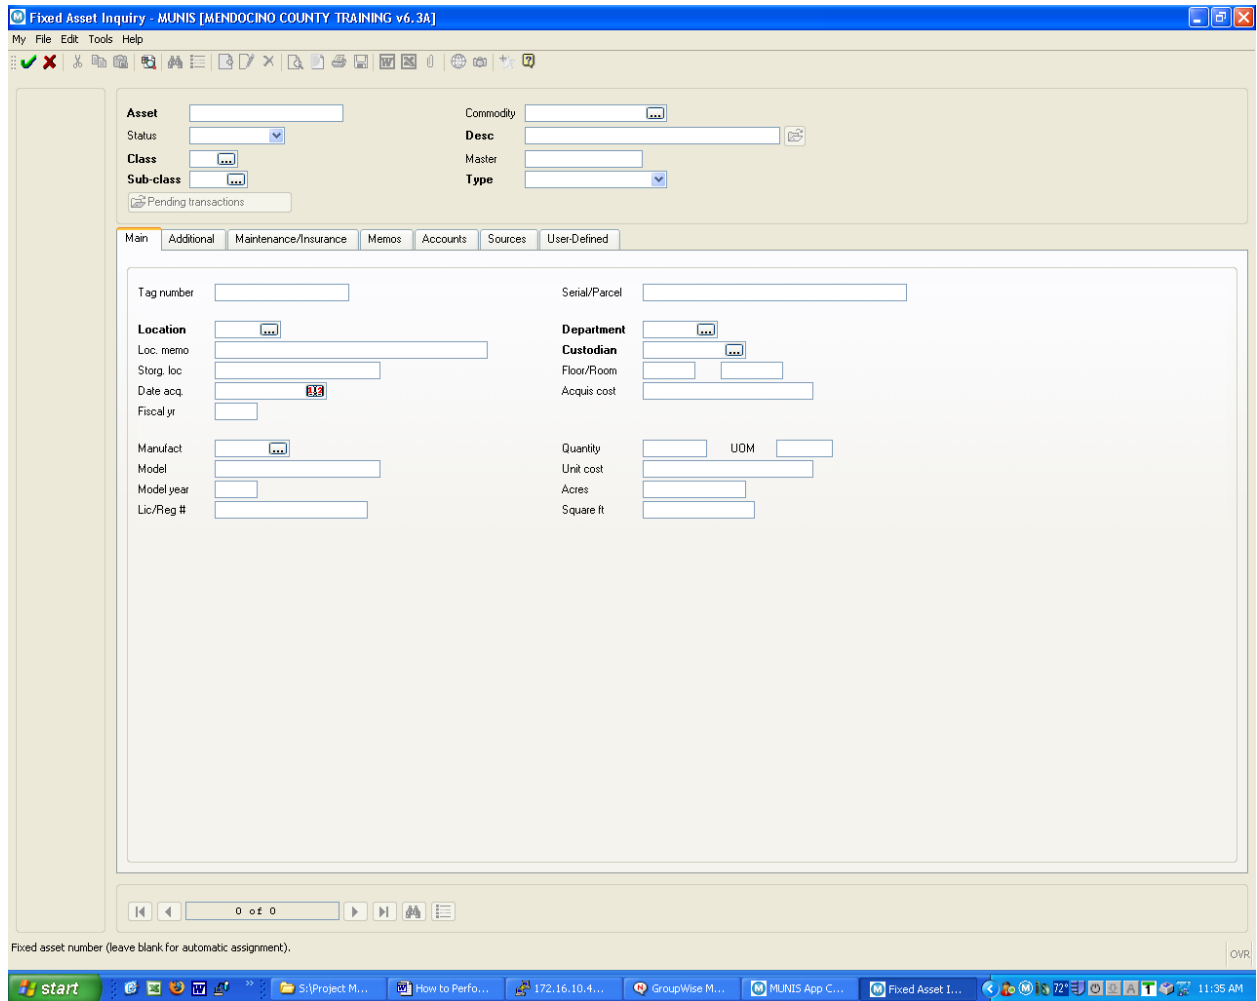 Fixed Asset Inquiry - MUNIS [MENDOCINO COUNTY TRAINING v6.3A]
My File Edit Tools Help
Asset Commodity ...
Status Desc
Class ... Master
Sub-class ... Type
Pending transactions
Main Additional Maintenance/Insurance Memos Accounts Sources User-Defined
Tag number Serial/Parcel
Location ... Department ...
Loc. memo Custodian ...
Storg. loc Floor/Room
Date acq. Acquis cost
Fiscal yr
Manufact ... Quantity UOM
Model Unit cost
Model year Acres
Lic/Reg # Square ft
0 of 0
Fixed asset number (leave blank for automatic assignment).
OVR
start S:\Project M... How to Perfo... 172.16.10.4... GroupWise M... MUNIS App C... Fixed Asset I... 72° 11:35 AM